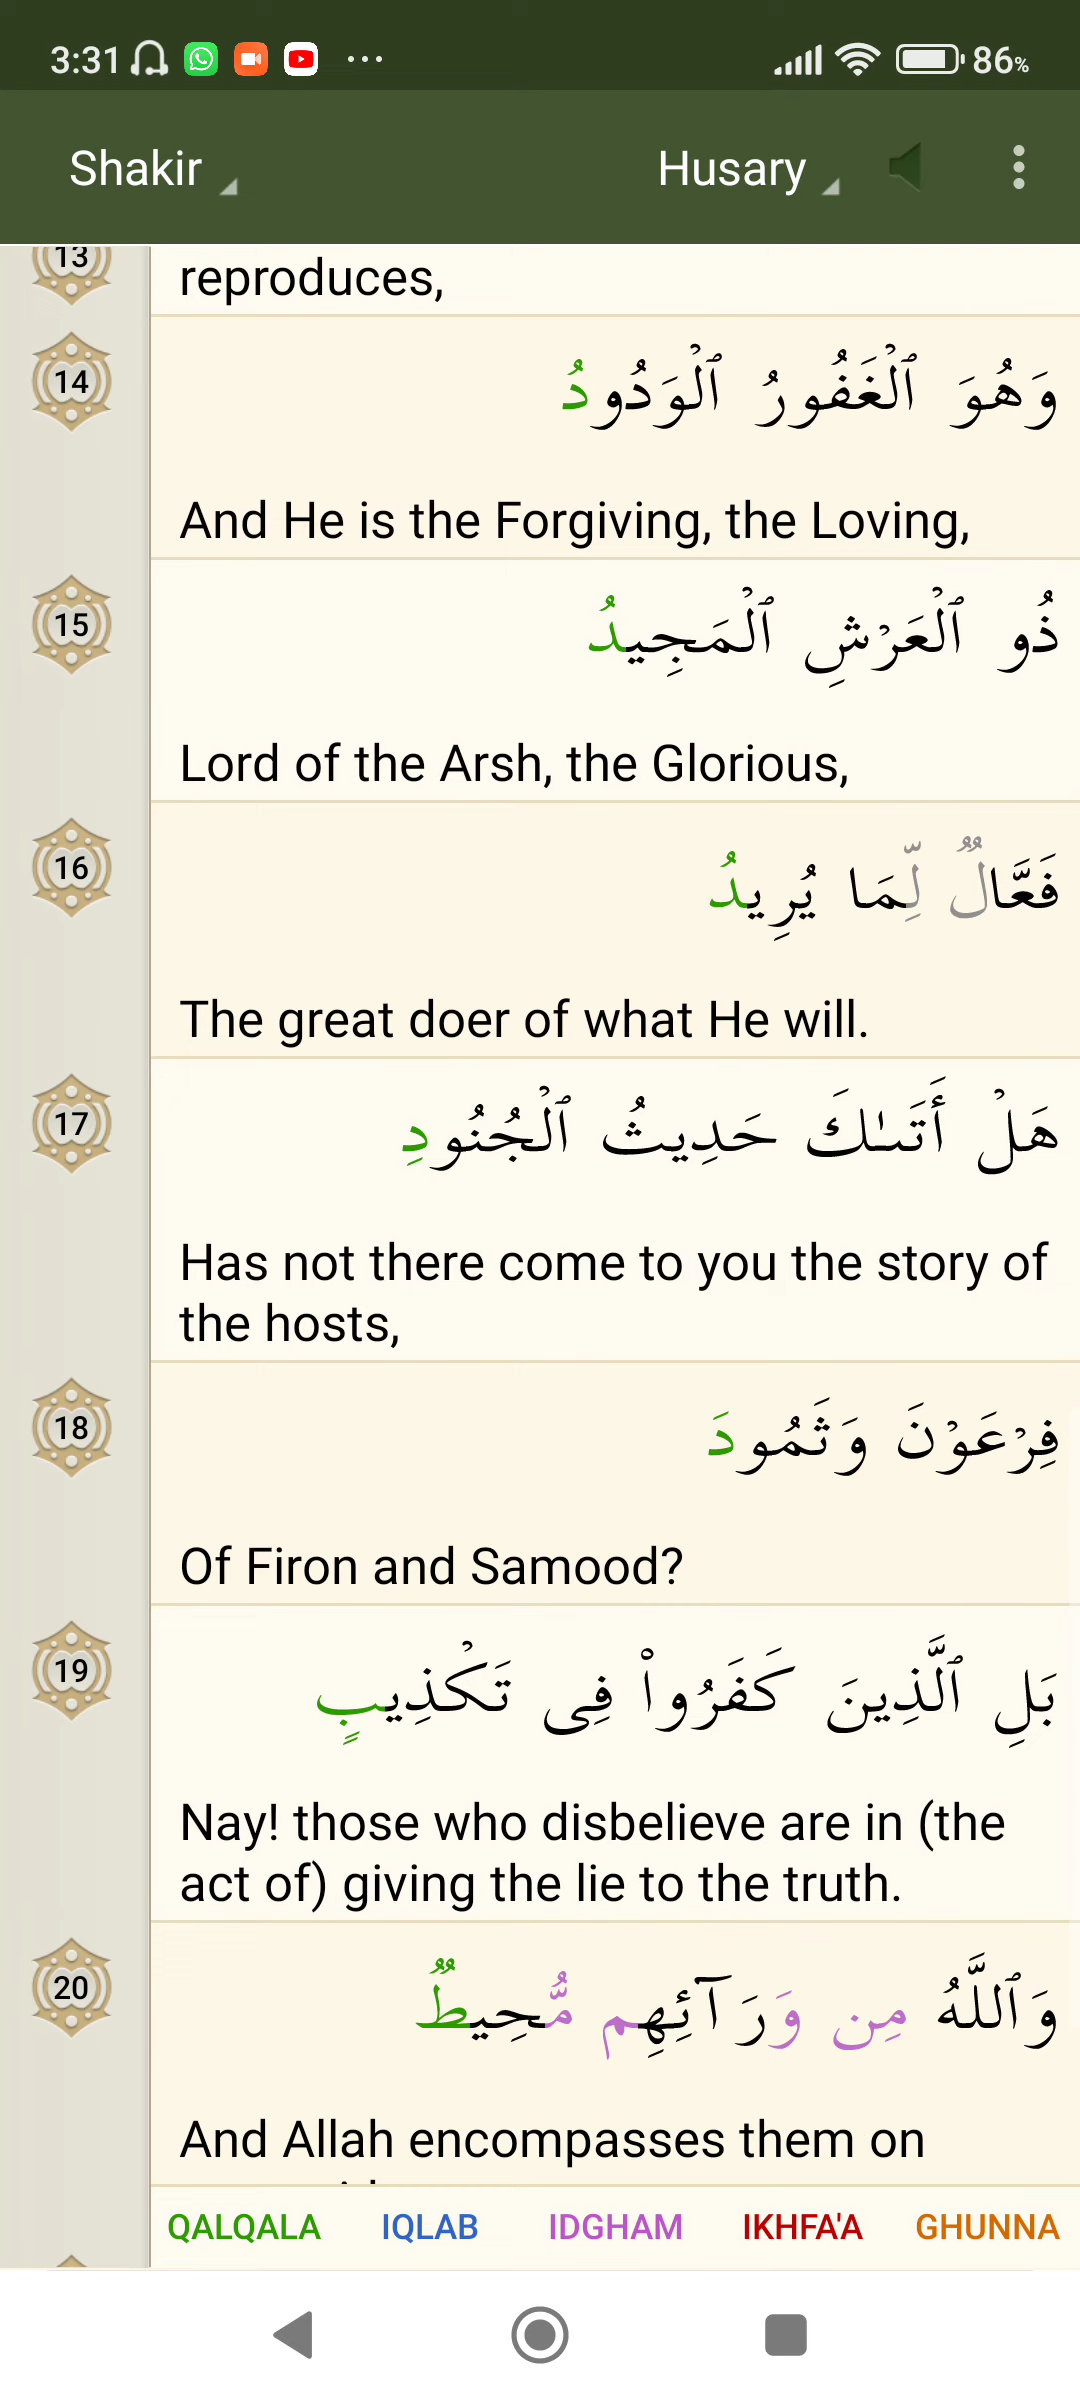 3:31 ... 86%
Shakir Husary
13 reproduces,
14 وَهُوَ ٱلْغَفُورُ ٱلْوَدُودُ
And He is the Forgiving, the Loving,
15 ذُو ٱلْعَرْشِ ٱلْمَجِيدُ
Lord of the Arsh, the Glorious,
16 فَعَّالٌ لِّمَا يُرِيدُ
The great doer of what He will.
17 هَلْ أَتَىٰكَ حَدِيثُ ٱلْجُنُودِ
Has not there come to you the story of
the hosts,
18 فِرْعَوْنَ وَثَمُودَ
Of Firon and Samood?
19 بَلِ ٱلَّذِينَ كَفَرُوا۟ فِى تَكْذِيبٍ
Nay! those who disbelieve are in (the
act of) giving the lie to the truth.
20 وَٱللَّهُ مِن وَرَآئِهِم مُّحِيطٌ
And Allah encompasses them on
QALQALA IQLAB IDGHAM IKHFA'A GHUNNA